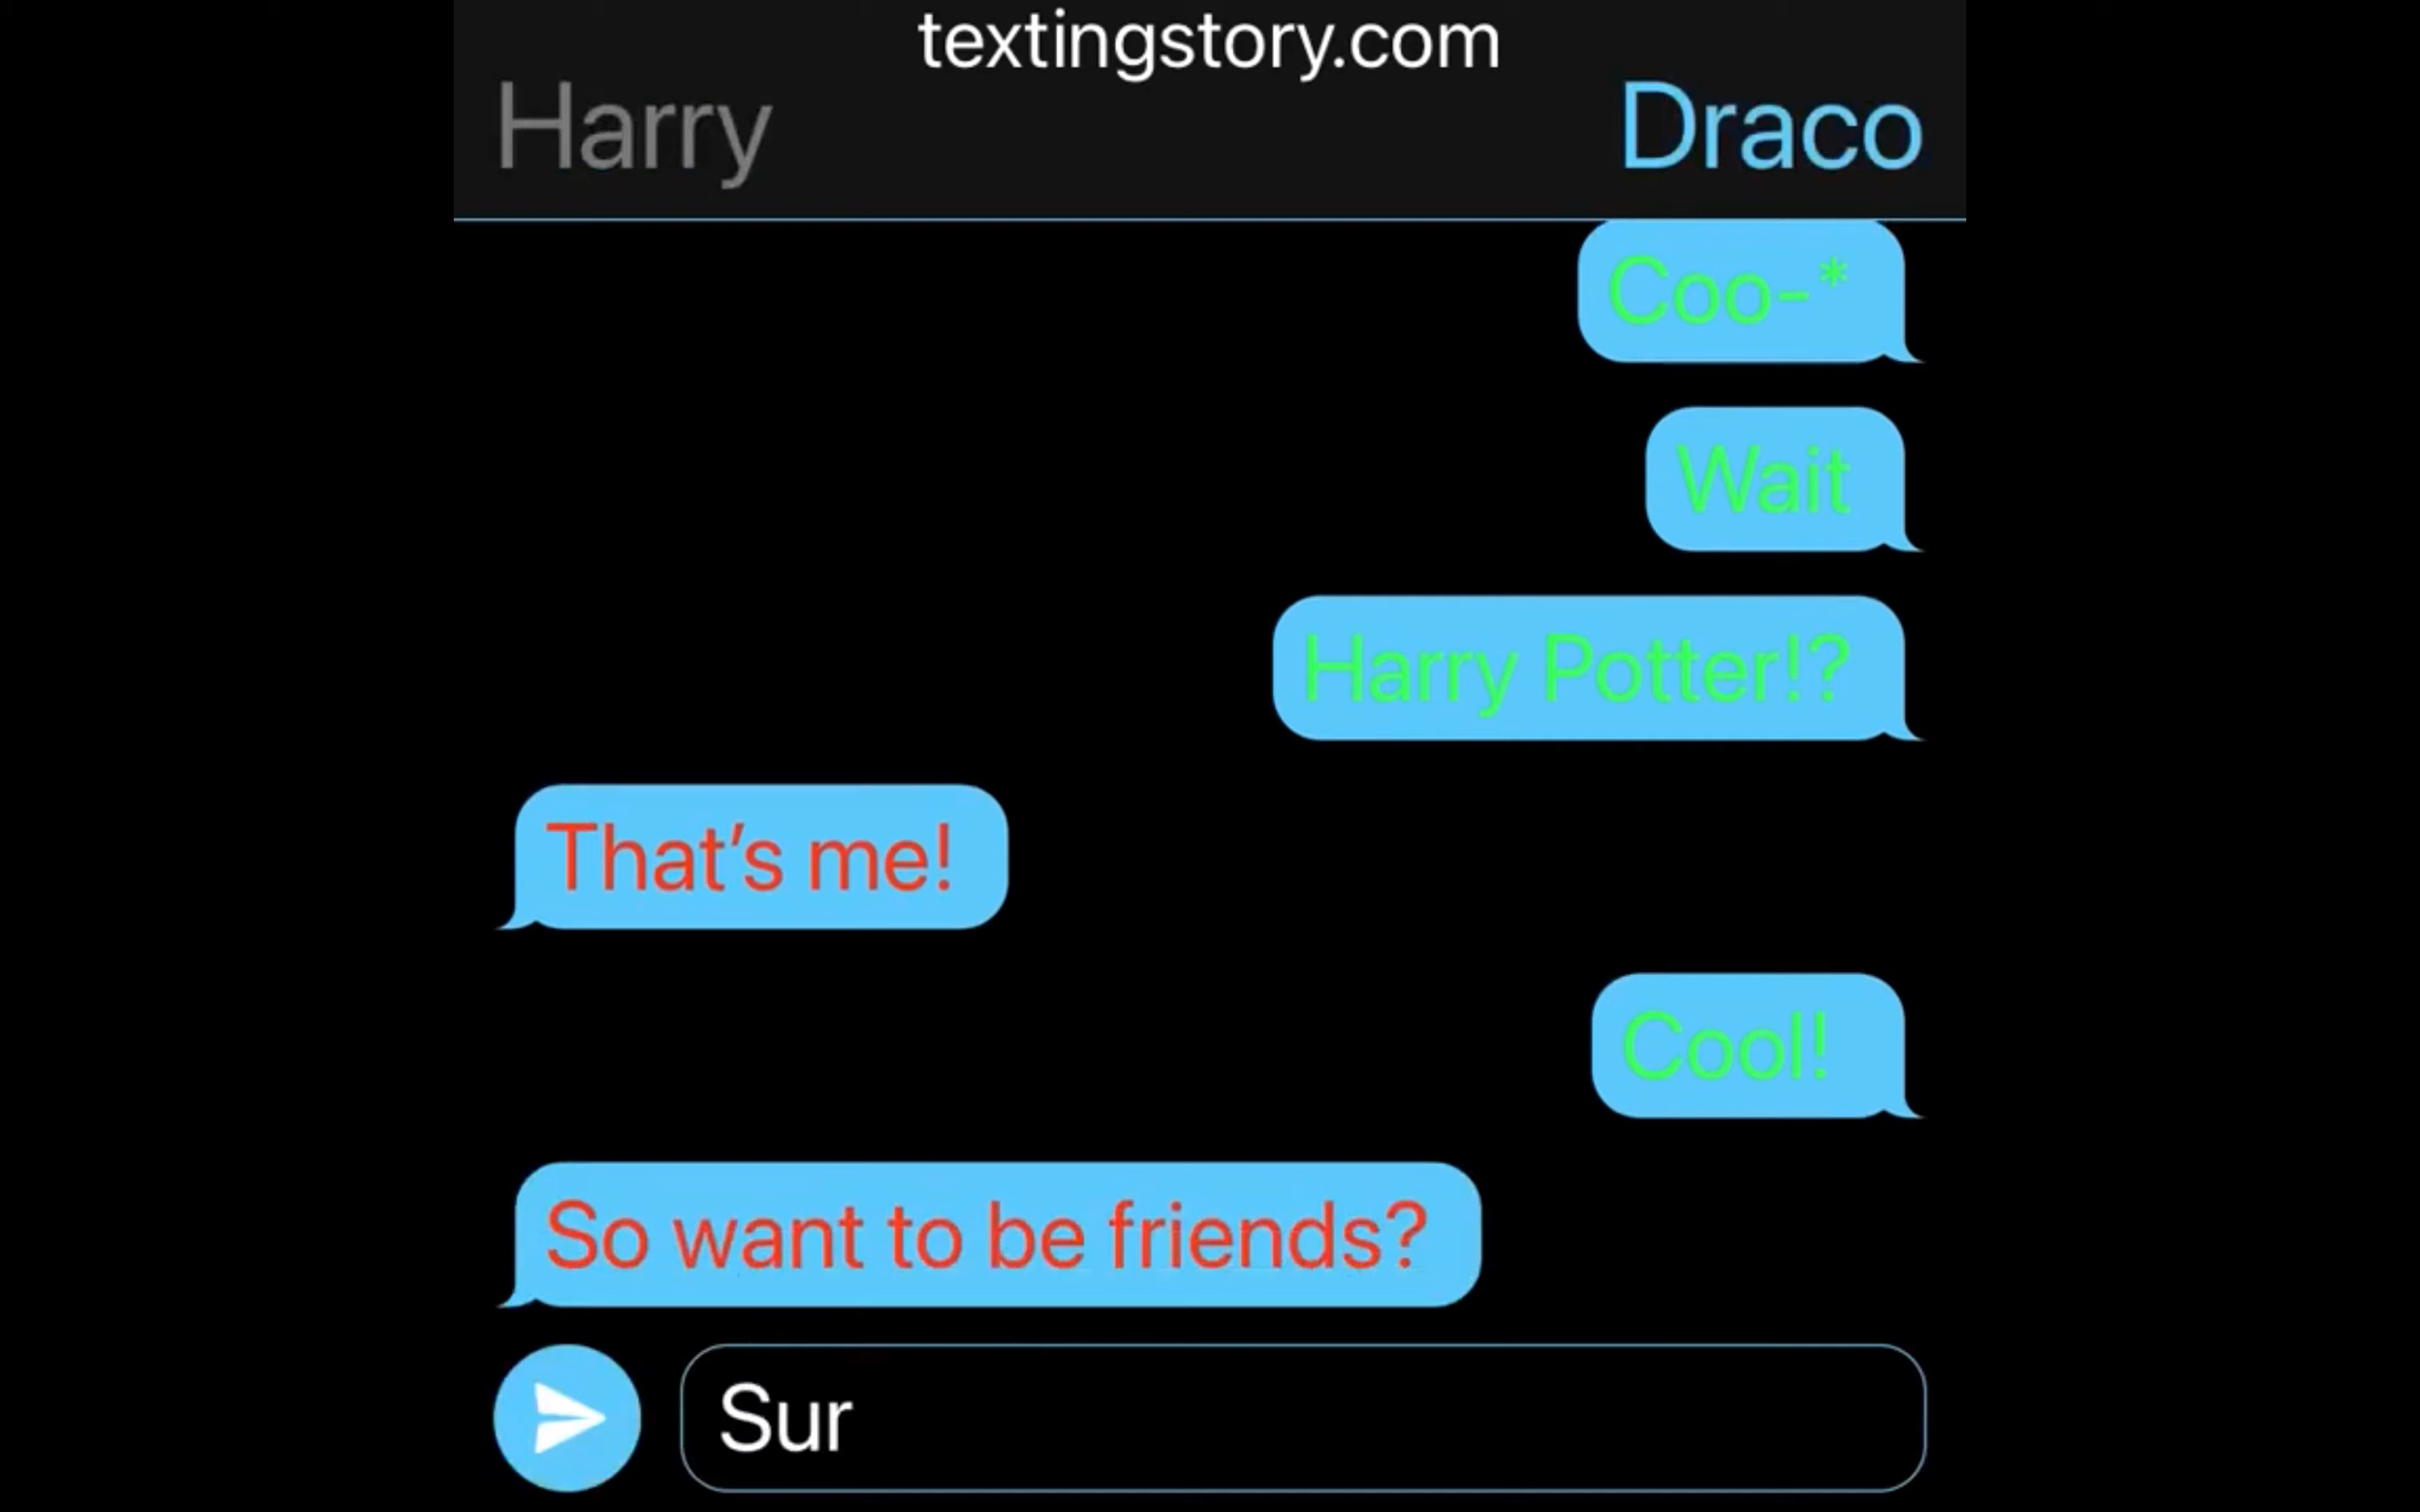 textingstory.com
Harry Draco
Coo-*
Wait
Harry Potter!?
That’s me!
Cool!
So want to be friends?
Sur